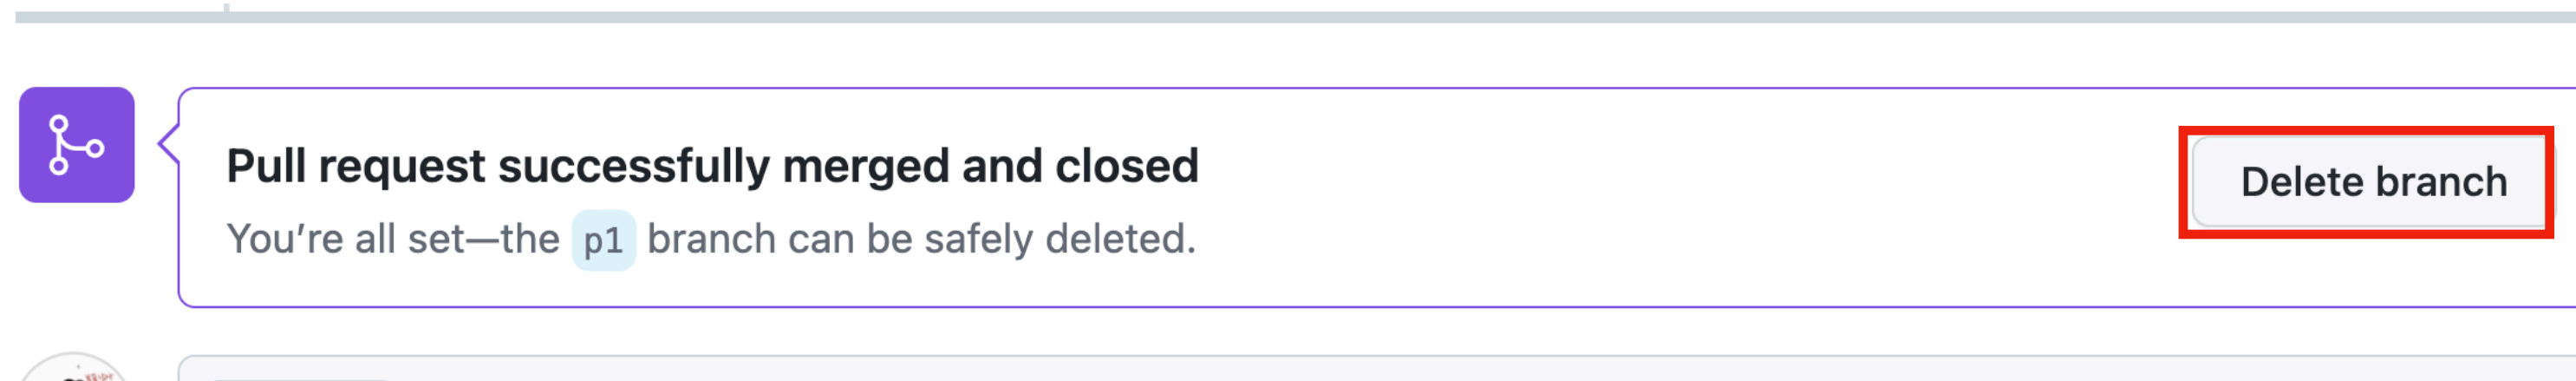 Pull request successfully merged and closed
Delete branch
You’re all set—the p1 branch can be safely deleted.